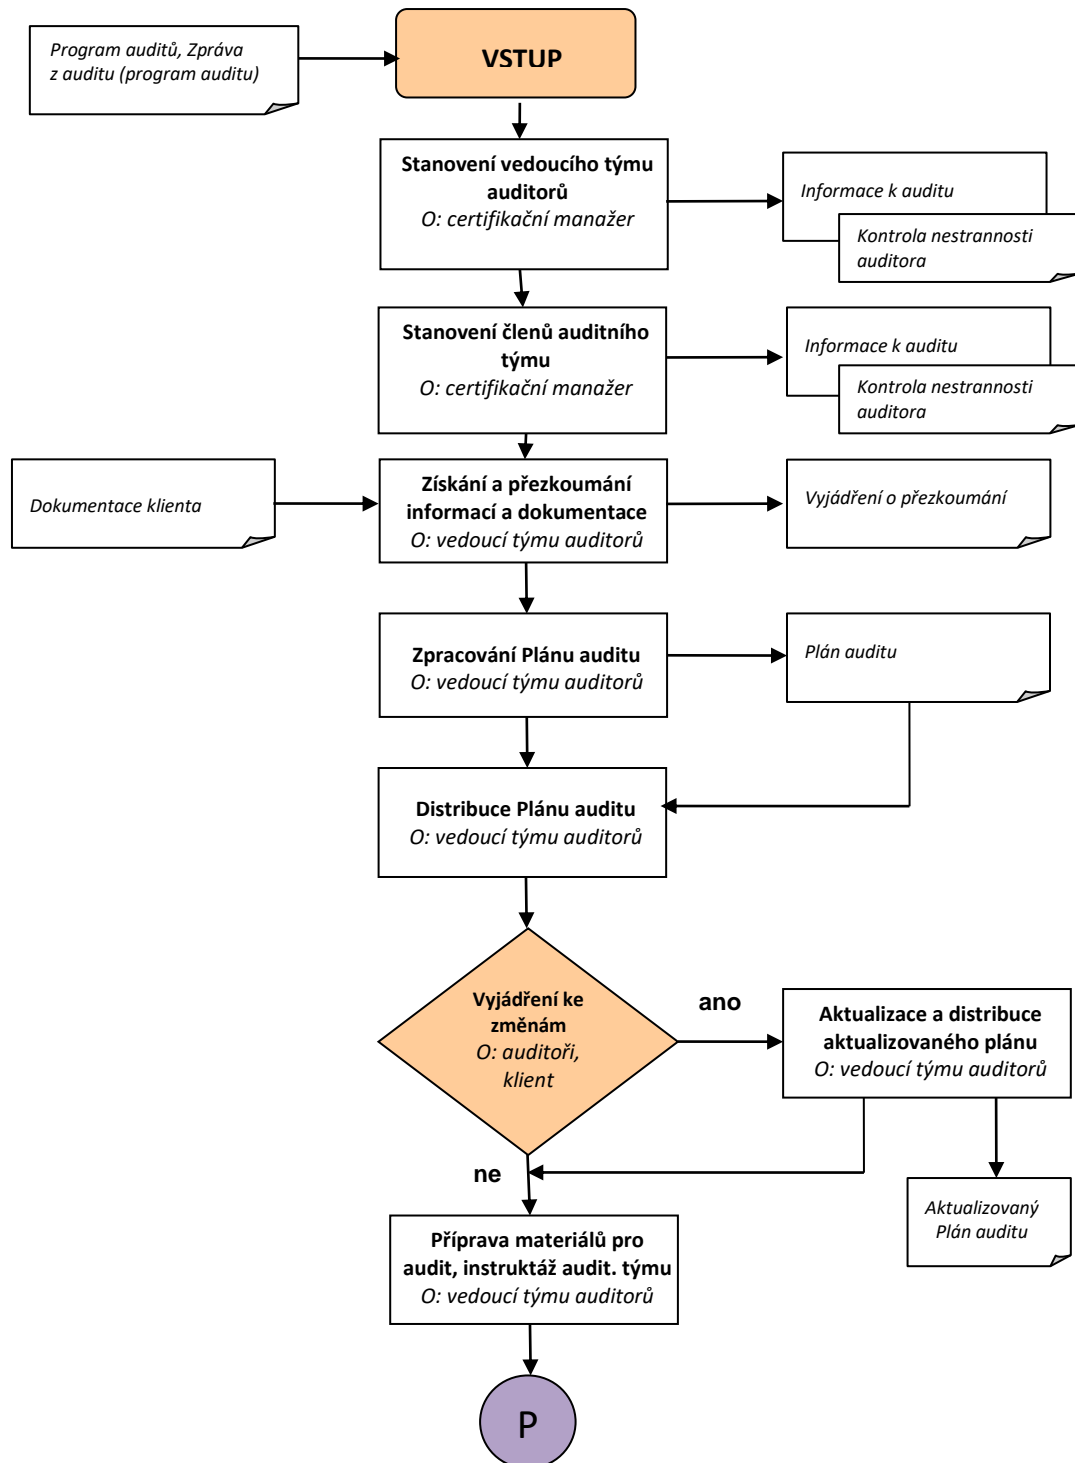 Program auditů, Zpráva
z auditu (program auditu)
VSTUP
Stanovení vedoucího týmu
auditorů
O: certifikační manažer
Informace k auditu
Kontrola nestrannosti
auditora
Stanovení členů auditního
týmu
O: certifikační manažer
Informace k auditu
Kontrola nestrannosti
auditora
Dokumentace klienta
Získání a přezkoumání
informací a dokumentace
O: vedoucí týmu auditorů
Vyjádření o přezkoumání
Zpracování Plánu auditu
O: vedoucí týmu auditorů
Plán auditu
Distribuce Plánu auditu
O: vedoucí týmu auditorů
Vyjádření ke
změnám
O: auditoři,
klient
ano
Aktualizace a distribuce
aktualizovaného plánu
O: vedoucí týmu auditorů
ne
Aktualizovaný
Plán auditu
Příprava materiálů pro
audit, instruktáž audit. týmu
O: vedoucí týmu auditorů
P